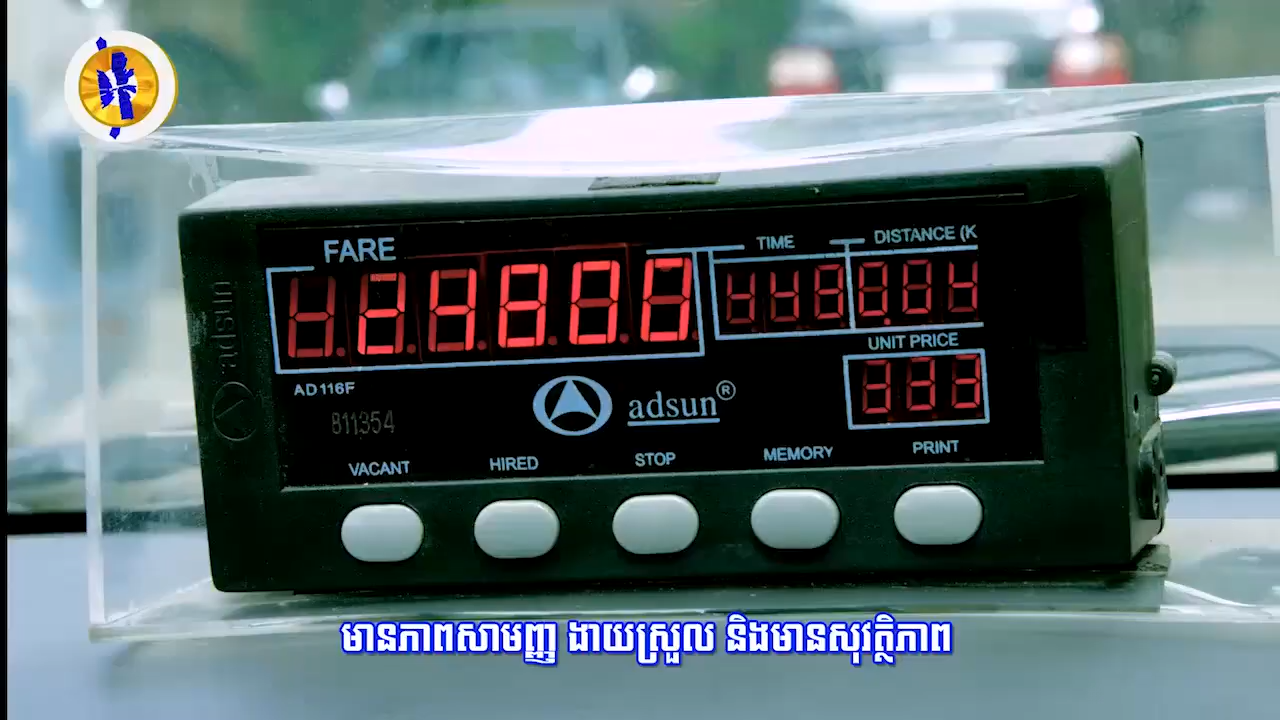 FARE
TIME
DISTANCE (K
UNIT PRICE
AD116F
811354
adsun®
adsun
VACANT
HIRED
STOP
MEMORY
PRINT
មានភាពសាមញ្ញ ងាយស្រួល និងមានសុវត្ថិភាព